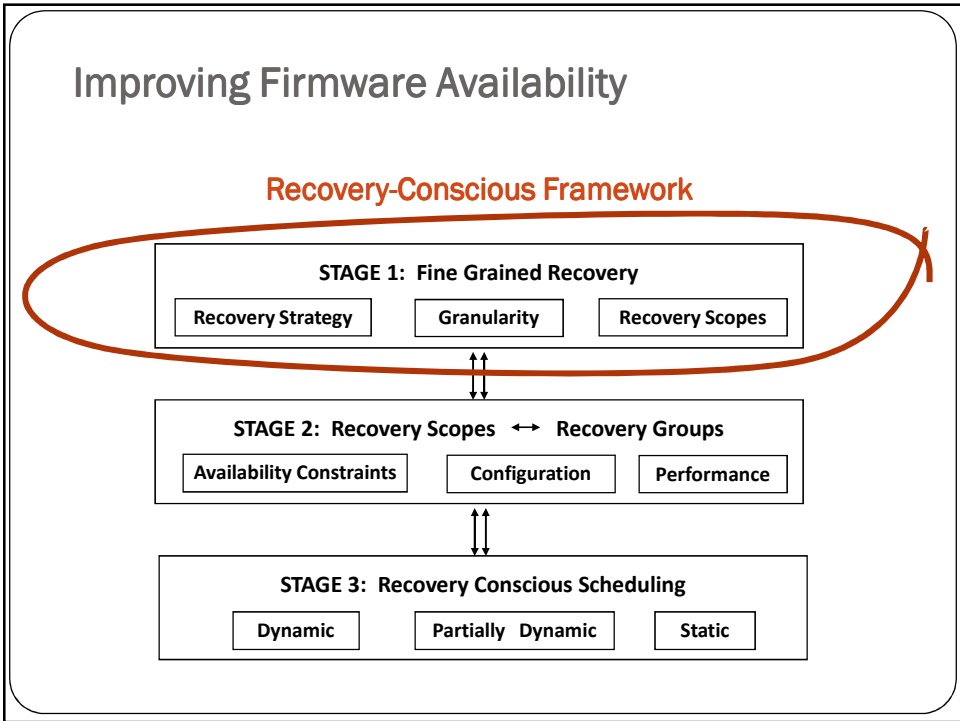 Improving Firmware Availability
Recovery-Conscious Framework
STAGE 1: Fine Grained Recovery
Recovery Strategy Granularity Recovery Scopes
STAGE 2: Recovery Scopes ↔ Recovery Groups
Availability Constraints Configuration Performance
STAGE 3: Recovery Conscious Scheduling
Dynamic Partially Dynamic Static